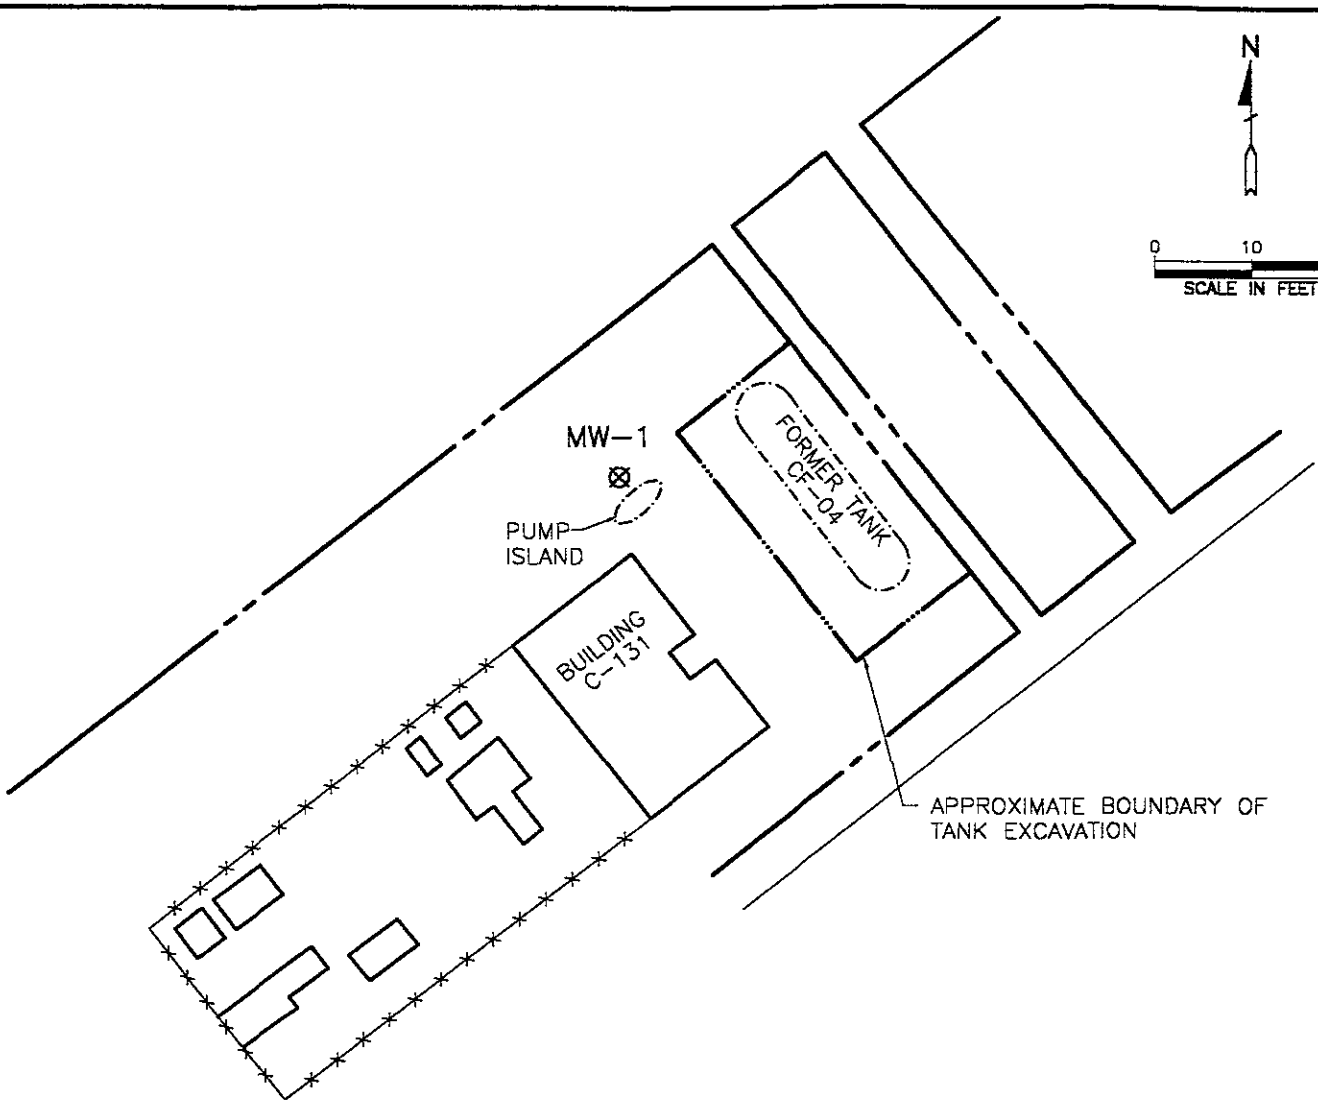 N
0 10
SCALE IN FEET
MW-1
FORMER TANK
CF-04
PUMP
ISLAND
BUILDING
C-131
APPROXIMATE BOUNDARY OF
TANK EXCAVATION